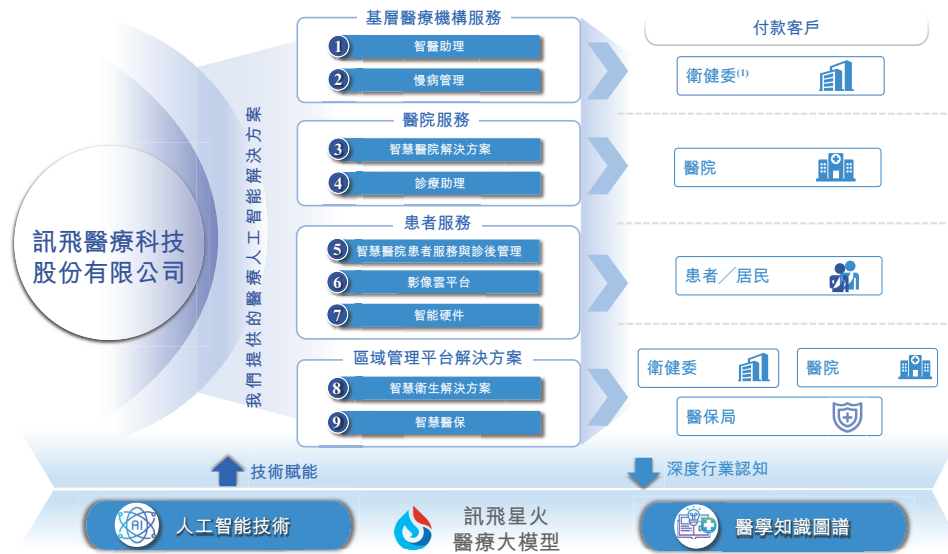 訊飛醫療科技
股份有限公司
我們提供的醫療人工智能解決方案
基層醫療機構服務
1 智醫助理
2 慢病管理
醫院服務
3 智慧醫院解決方案
4 診療助理
患者服務
5 智慧醫院患者服務與診後管理
6 影像雲平台
7 智能硬件
區域管理平台解決方案
8 智慧衛生解決方案
9 智慧醫保
付款客戶
衛健委(1)
醫院
患者／居民
衛健委
醫院
醫保局
技術賦能
深度行業認知
AI
人工智能技術
訊飛星火
醫療大模型
醫學知識圖譜